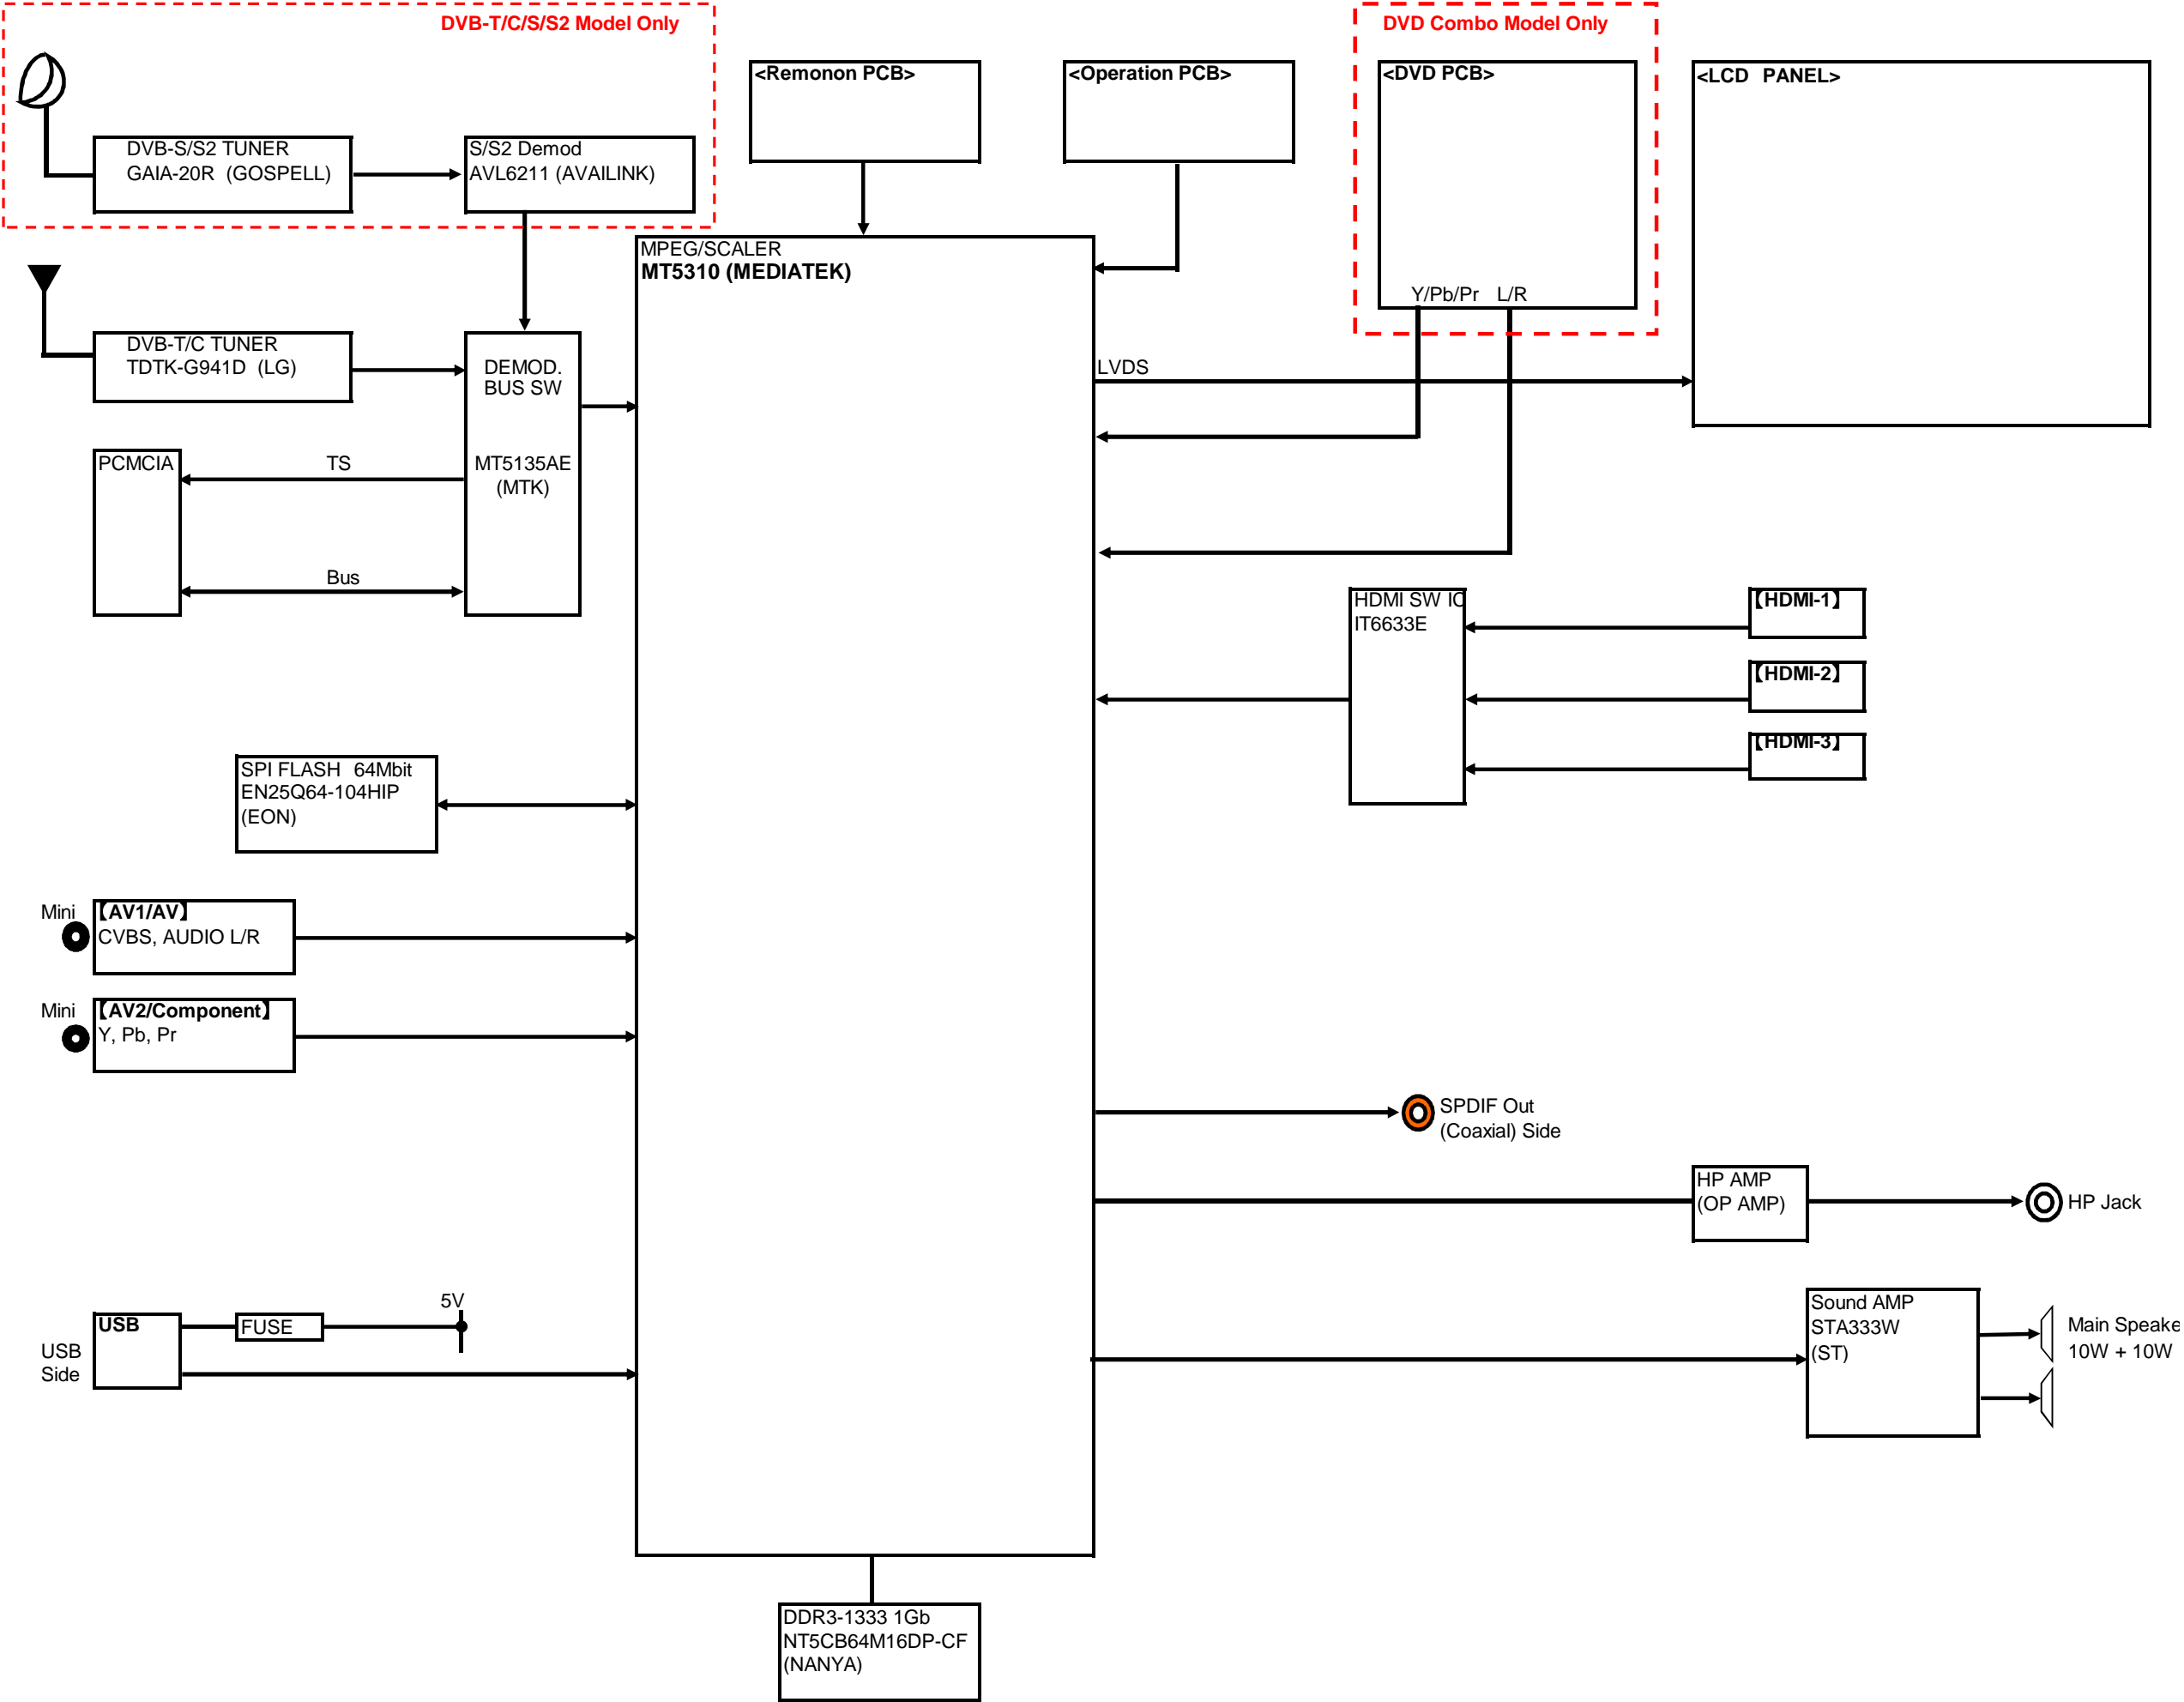 DVB-T/C/S/S2 Model Only
DVD Combo Model Only
<Remonon PCB>
<Operation PCB>
<DVD PCB>
<LCD PANEL>
DVB-S/S2 TUNER
GAIA-20R (GOSPELL)
S/S2 Demod
AVL6211 (AVAILINK)
MPEG/SCALER
MT5310 (MEDIATEK)
Y/Pb/Pr L/R
DVB-T/C TUNER
TDTK-G941D (LG)
DEMOD.
BUS SW
MT5135AE
(MTK)
LVDS
PCMCIA
TS
Bus
HDMI SW IC
IT6633E
【HDMI-1】
【HDMI-2】
【HDMI-3】
SPI FLASH 64Mbit
EN25Q64-104HIP
(EON)
Mini
【AV1/AV】
CVBS, AUDIO L/R
Mini
【AV2/Component】
Y, Pb, Pr
SPDIF Out
(Coaxial) Side
HP AMP
(OP AMP)
HP Jack
5V
USB
FUSE
USB
Side
Sound AMP
STA333W
(ST)
Main Speake
10W + 10W
DDR3-1333 1Gb
NT5CB64M16DP-CF
(NANYA)